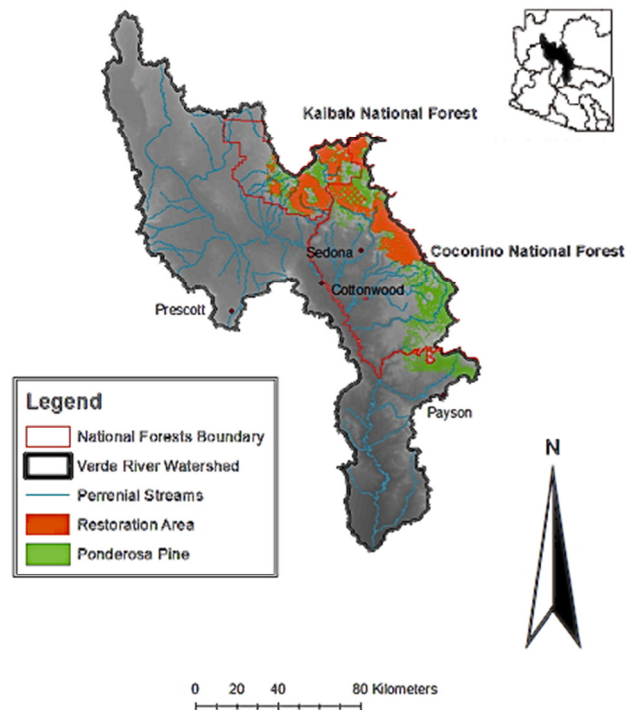 Kaibab National Forest
Sedona
Coconino National Forest
Cottonwood
Prescott
Payson
Legend
National Forests Boundary
Verde River Watershed
Perrenial Streams
Restoration Area
Ponderosa Pine
N
0 20 40 80 Kilometers